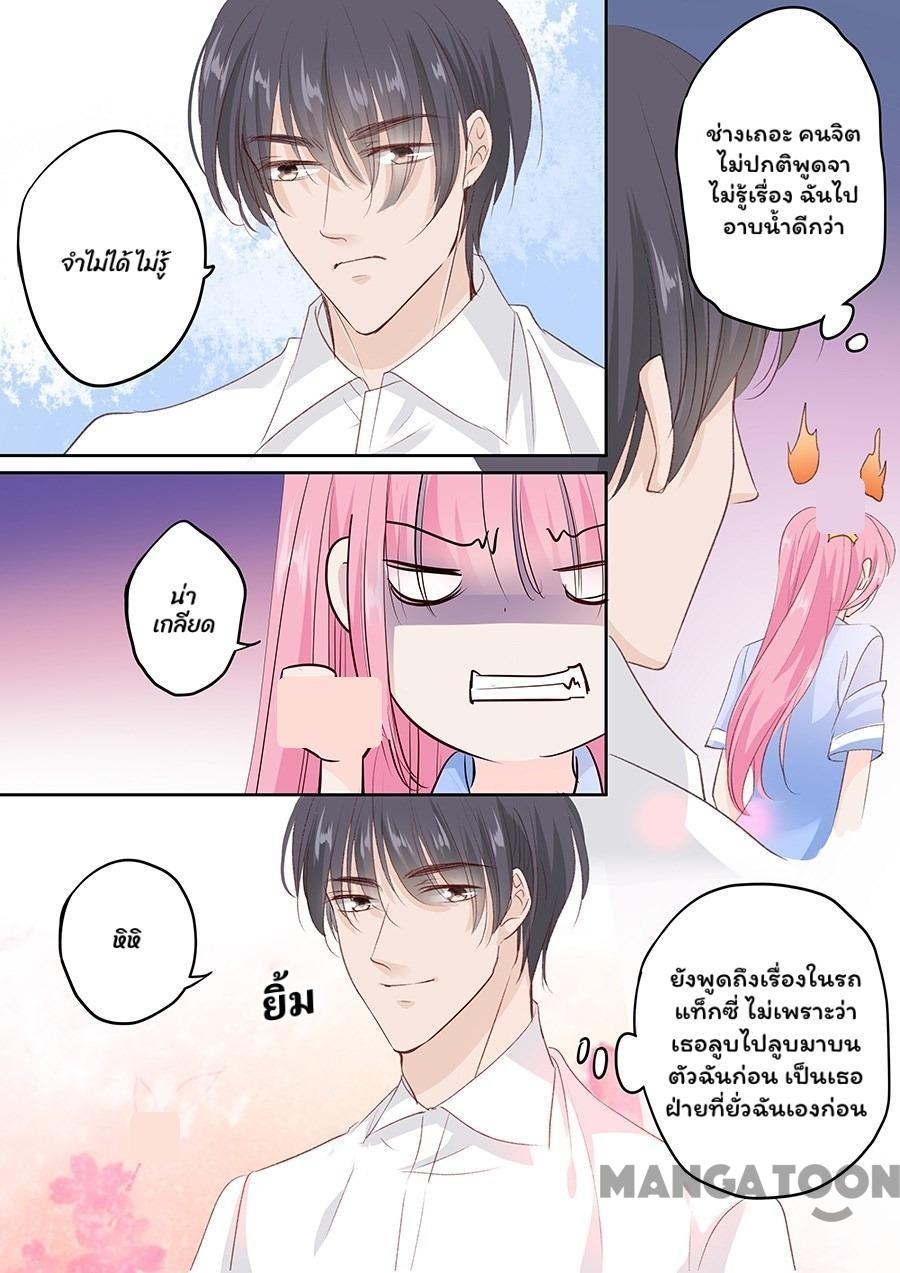 จำไม่ได้ ไม่รู้
น่า
เกลียด
ช่างเถอะ คนจิต
ไม่ปกติพูดจา
ไม่รู้เรื่อง ฉันไป
อาบน้ำดีกว่า
หิหิ
ยิ้ม
ยังพูดถึงเรื่องในรถ
แท็กซี่ ไม่เพราะว่า
เธอลูบไปลูบมาบน
ตัวฉันก่อน เป็นเธอ
ฝ่ายที่ยั่วฉันเองก่อน
MANGATOON